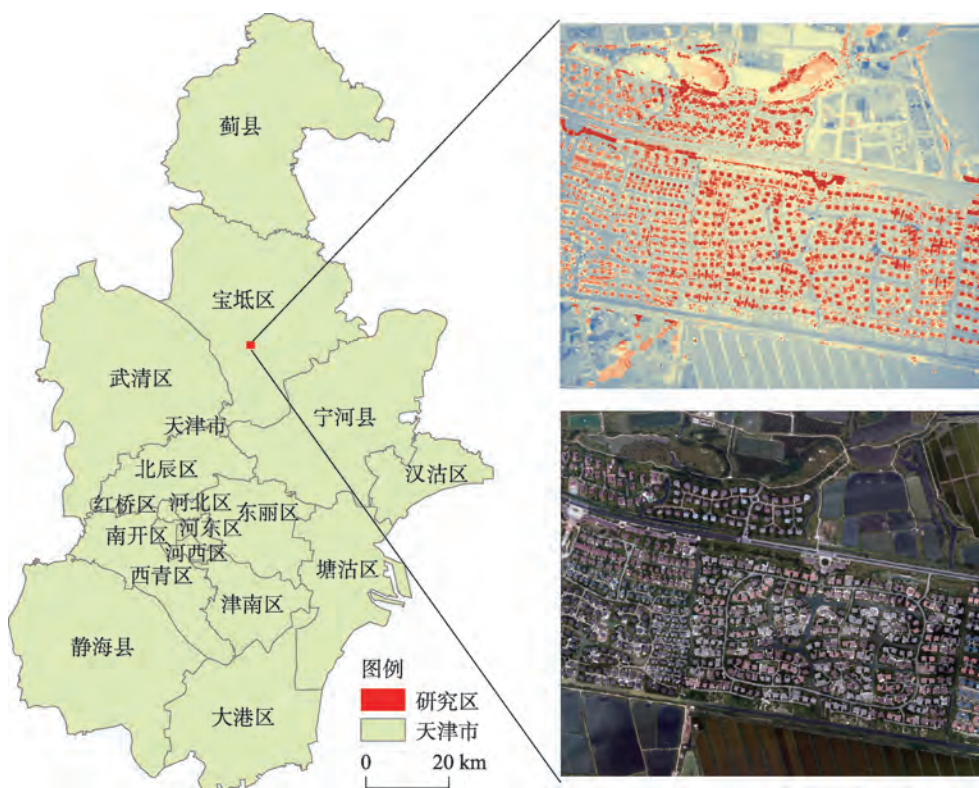 蓟县
宝坻区
武清区
宁河县
天津市
北辰区
汉沽区
红桥区
河北区
东丽区
南开区
河东区
河西区
西青区
塘沽区
津南区
静海县
大港区
图例
研究区
天津市
0 20 km